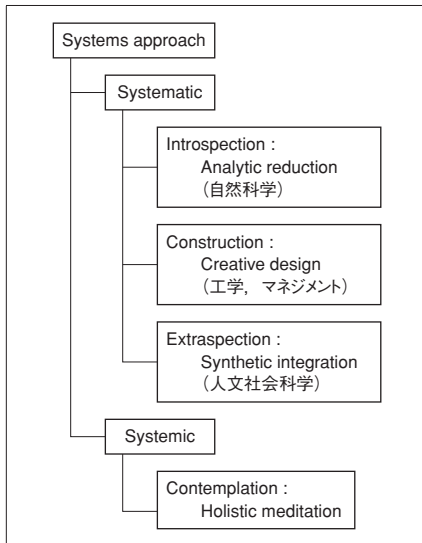 Systems approach
Systematic
Introspection :
Analytic reduction
（自然科学）
Construction :
Creative design
（工学，マネジメント）
Extraspection :
Synthetic integration
（人文社会科学）
Systemic
Contemplation :
Holistic meditation